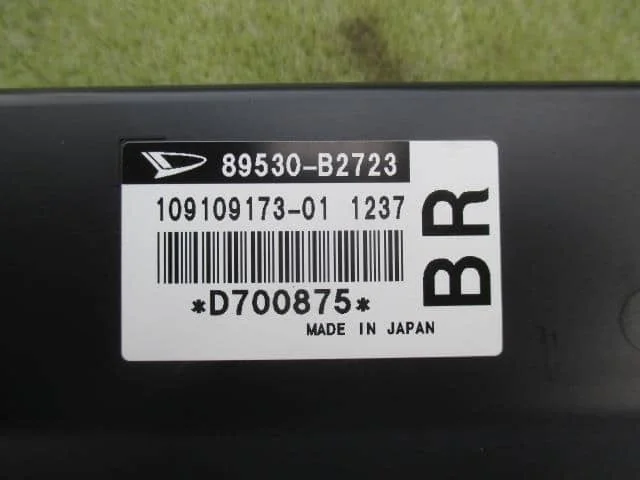 89530-B2723
109109173-01 1237
*D700875*
MADE IN JAPAN
BR